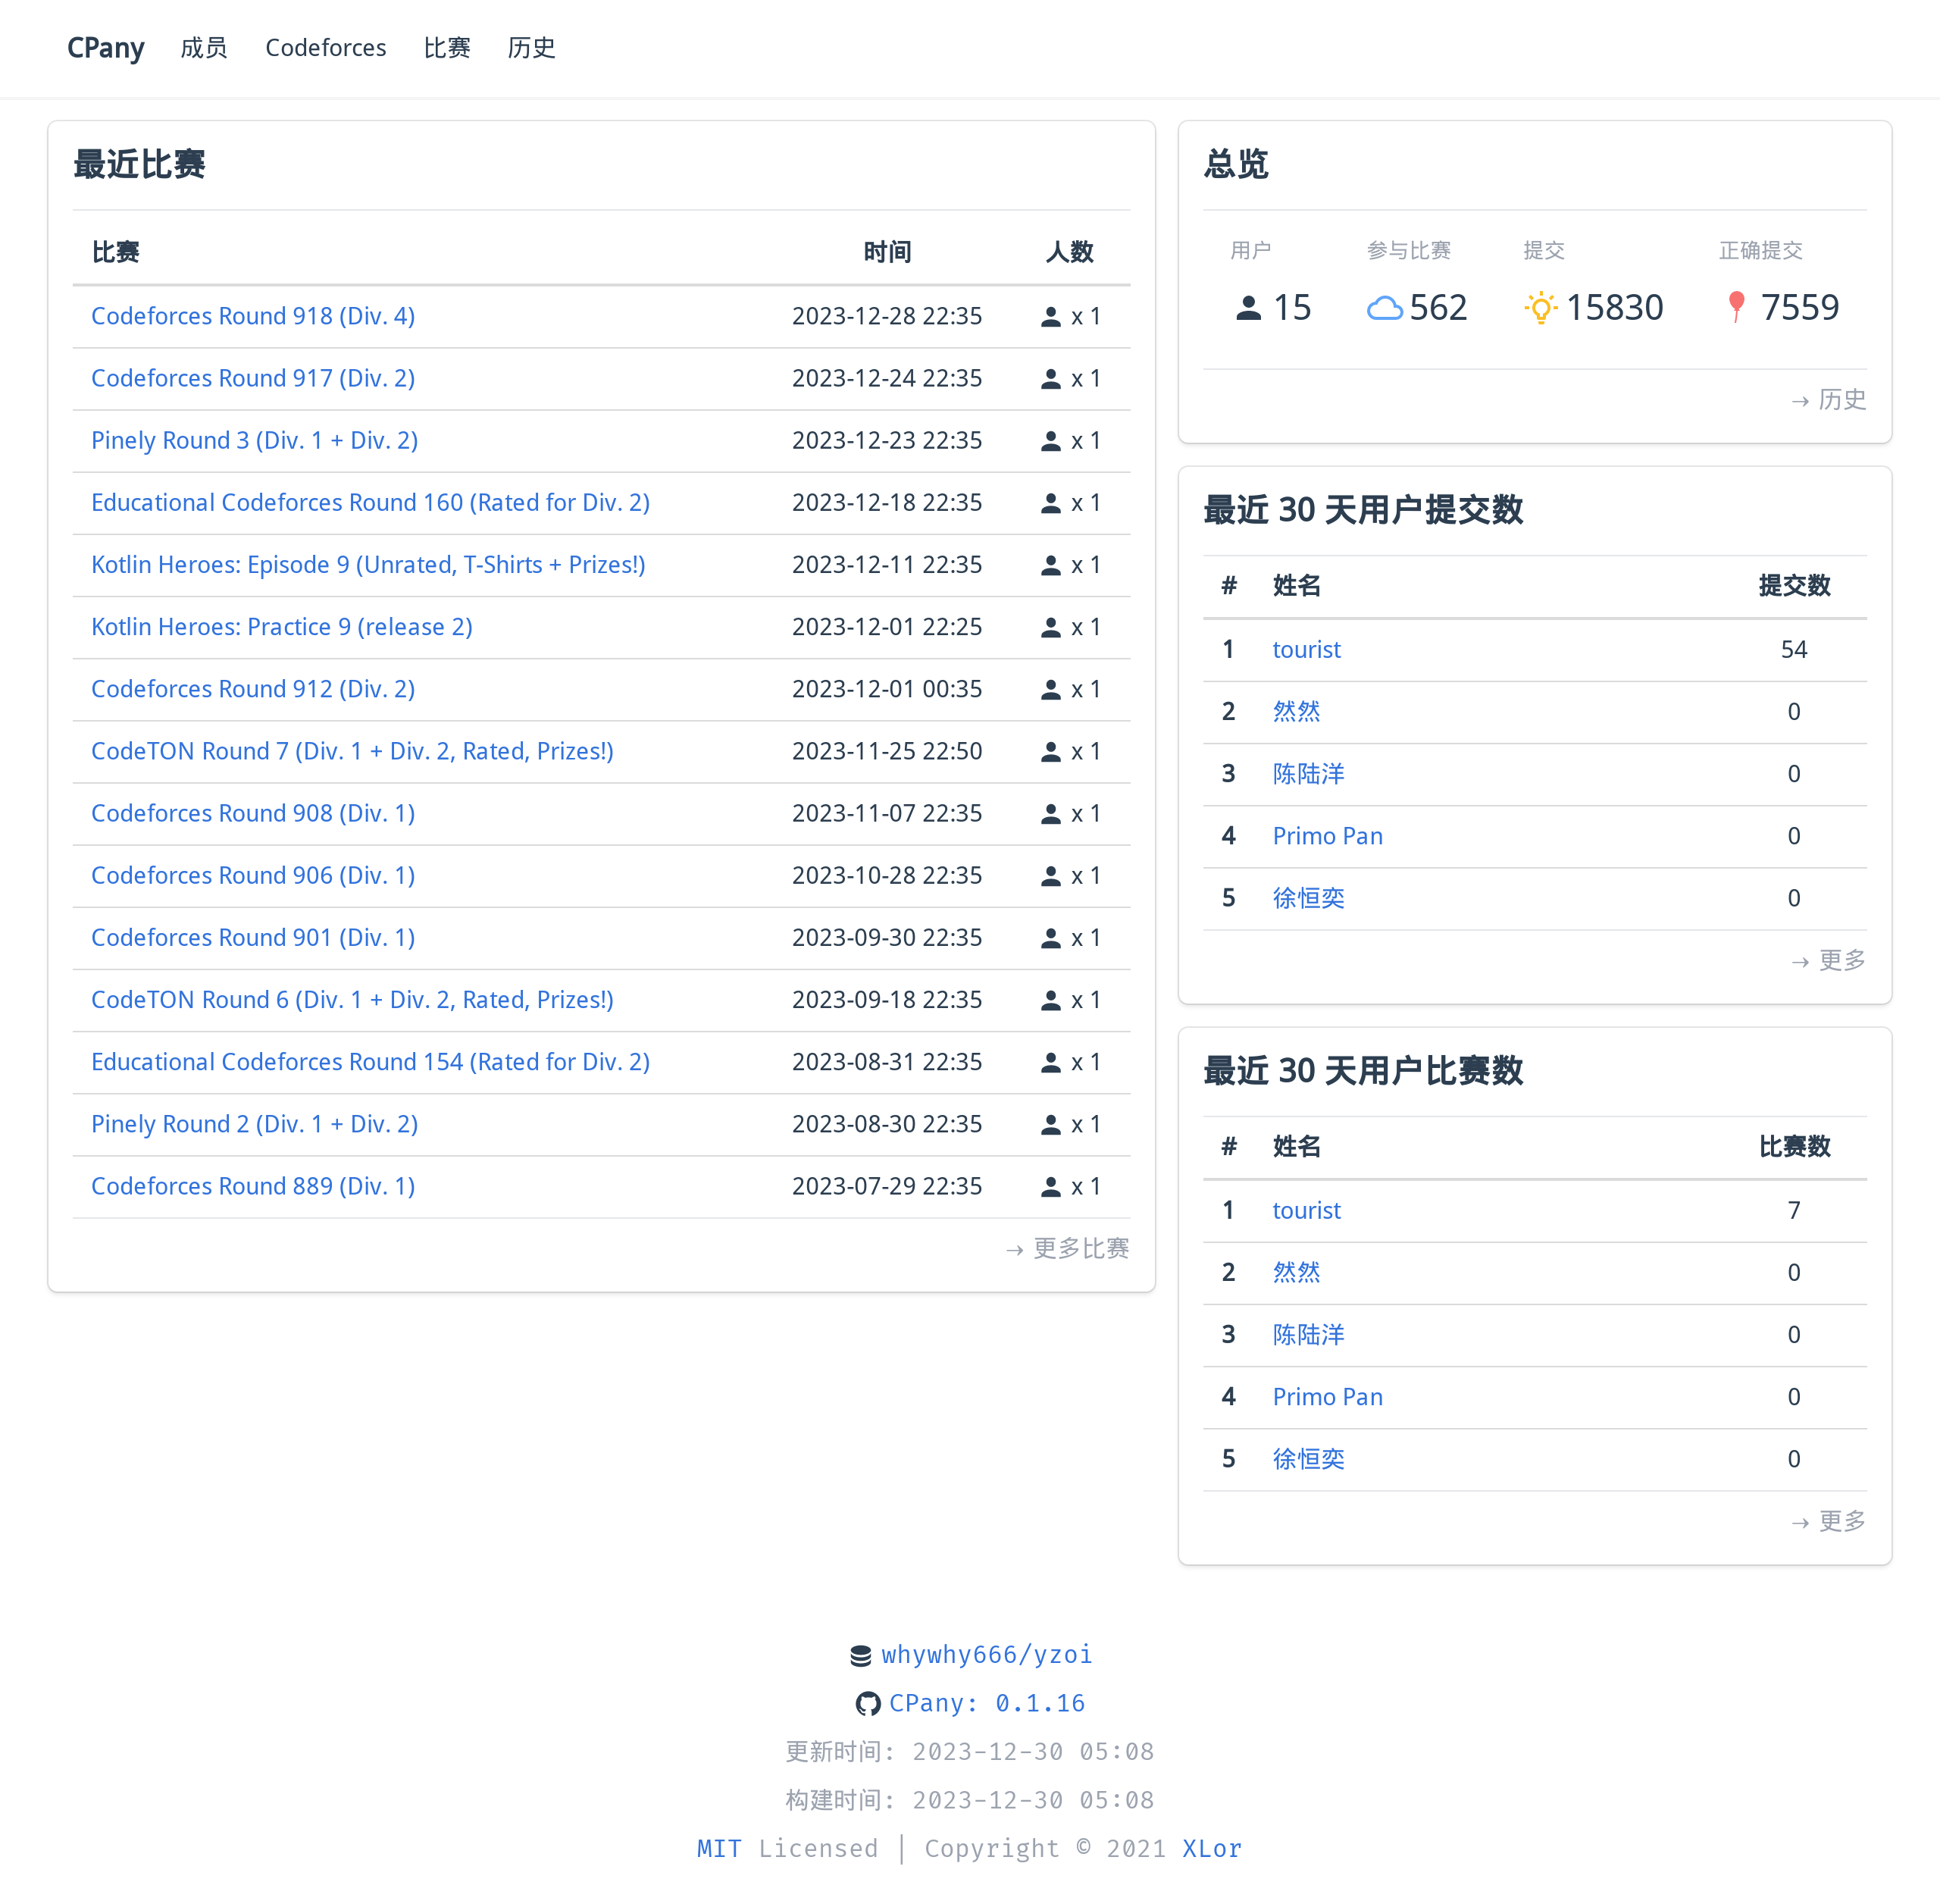 CPany 成员 Codeforces 比赛 历史
最近比赛
比赛 时间 人数
Codeforces Round 918 (Div. 4) 2023-12-28 22:35 x 1
Codeforces Round 917 (Div. 2) 2023-12-24 22:35 x 1
Pinely Round 3 (Div. 1 + Div. 2) 2023-12-23 22:35 x 1
Educational Codeforces Round 160 (Rated for Div. 2) 2023-12-18 22:35 x 1
Kotlin Heroes: Episode 9 (Unrated, T-Shirts + Prizes!) 2023-12-11 22:35 x 1
Kotlin Heroes: Practice 9 (release 2) 2023-12-01 22:25 x 1
Codeforces Round 912 (Div. 2) 2023-12-01 00:35 x 1
CodeTON Round 7 (Div. 1 + Div. 2, Rated, Prizes!) 2023-11-25 22:50 x 1
Codeforces Round 908 (Div. 1) 2023-11-07 22:35 x 1
Codeforces Round 906 (Div. 1) 2023-10-28 22:35 x 1
Codeforces Round 901 (Div. 1) 2023-09-30 22:35 x 1
CodeTON Round 6 (Div. 1 + Div. 2, Rated, Prizes!) 2023-09-18 22:35 x 1
Educational Codeforces Round 154 (Rated for Div. 2) 2023-08-31 22:35 x 1
Pinely Round 2 (Div. 1 + Div. 2) 2023-08-30 22:35 x 1
Codeforces Round 889 (Div. 1) 2023-07-29 22:35 x 1
→ 更多比赛
总览
用户 参与比赛 提交 正确提交
15 562 15830 7559
→ 历史
最近 30 天用户提交数
# 姓名 提交数
1 tourist 54
2 然然 0
3 陈陆洋 0
4 Primo Pan 0
5 徐恒奕 0
→ 更多
最近 30 天用户比赛数
# 姓名 比赛数
1 tourist 7
2 然然 0
3 陈陆洋 0
4 Primo Pan 0
5 徐恒奕 0
→ 更多
whywhy666/yzoi
CPany: 0.1.16
更新时间: 2023-12-30 05:08
构建时间: 2023-12-30 05:08
MIT Licensed | Copyright © 2021 XLor